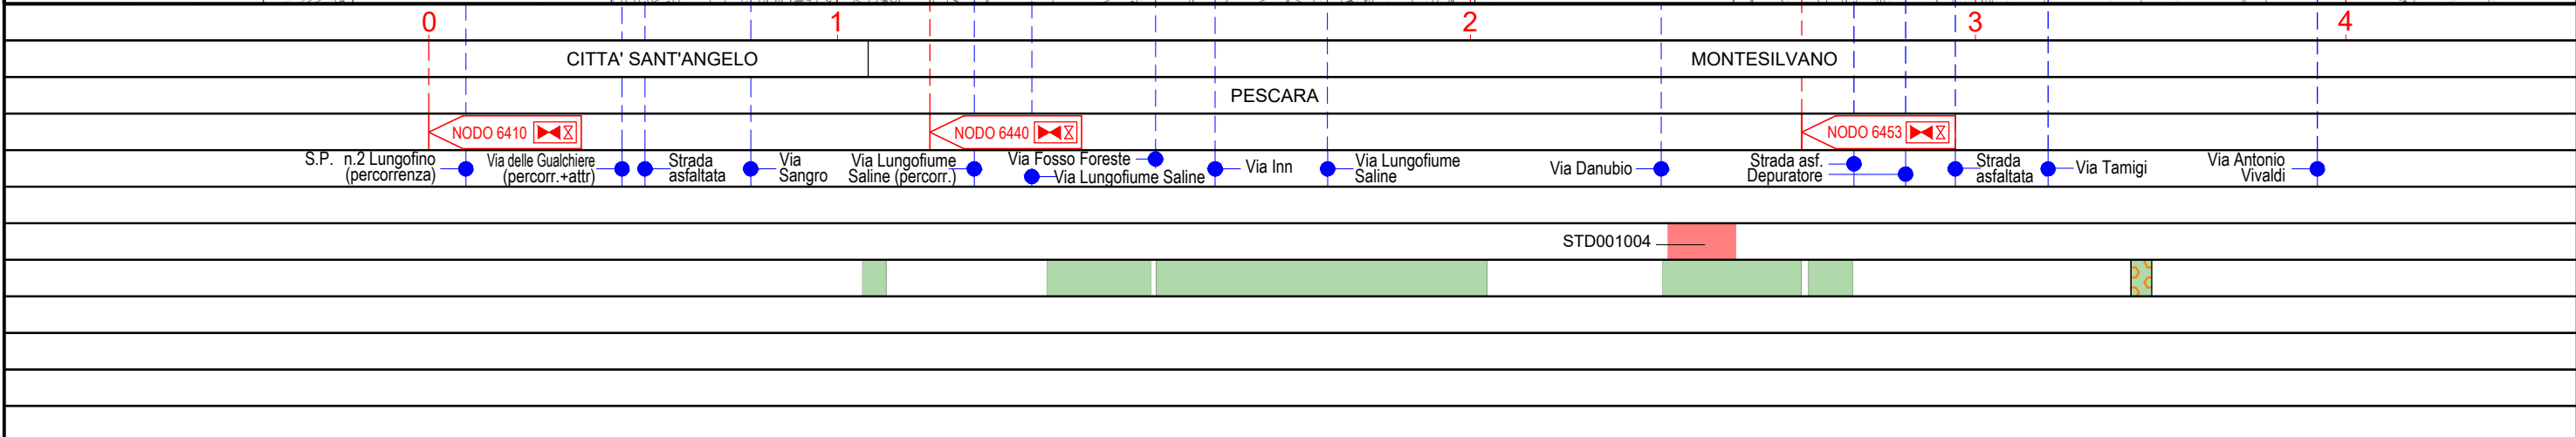 0 1 2 3 4
CITTA' SANT'ANGELO MONTESILVANO
PESCARA
NODO 6410 NODO 6440 NODO 6453
S.P. n.2 Lungofino
(percorrenza)
Via delle Gualchiere
(percorr.+attr)
Strada
asfaltata
Via
Sangro
Via Lungofiume
Saline (percorr.)
Via Fosso Foreste
Via Lungofiume Saline
Via Inn
Via Lungofiume
Saline
Via Danubio
Strada asf.
Depuratore
Strada
asfaltata
Via Tamigi
Via Antonio
Vivaldi
STD001004